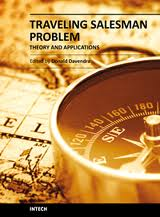 TRAVELING SALESMAN
PROBLEM
THEORY AND APPLICATIONS
Edited by Donald Davendra
INTECH